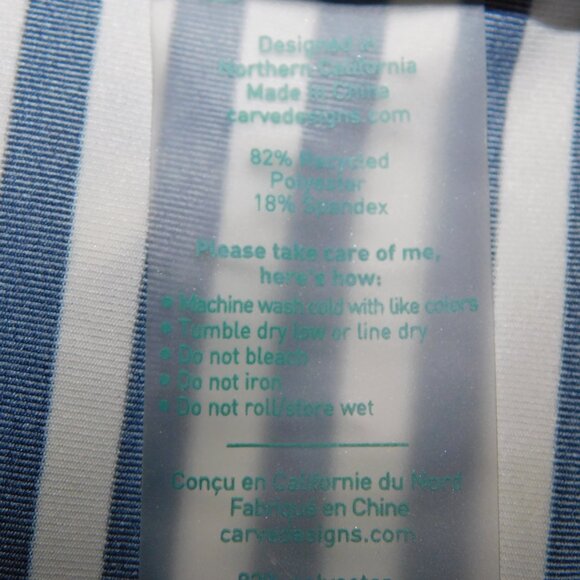 Designed in
Northern California
Made in China
carvedesigns.com
82% Recycled
Polyester
18% Spandex
Please take care of me,
here's how:
• Machine wash cold with like colors
• Tumble dry low or line dry
• Do not bleach
• Do not iron
• Do not roll/store wet
Conçu en Californie du Nord
Fabriqué en Chine
carvedesigns.com